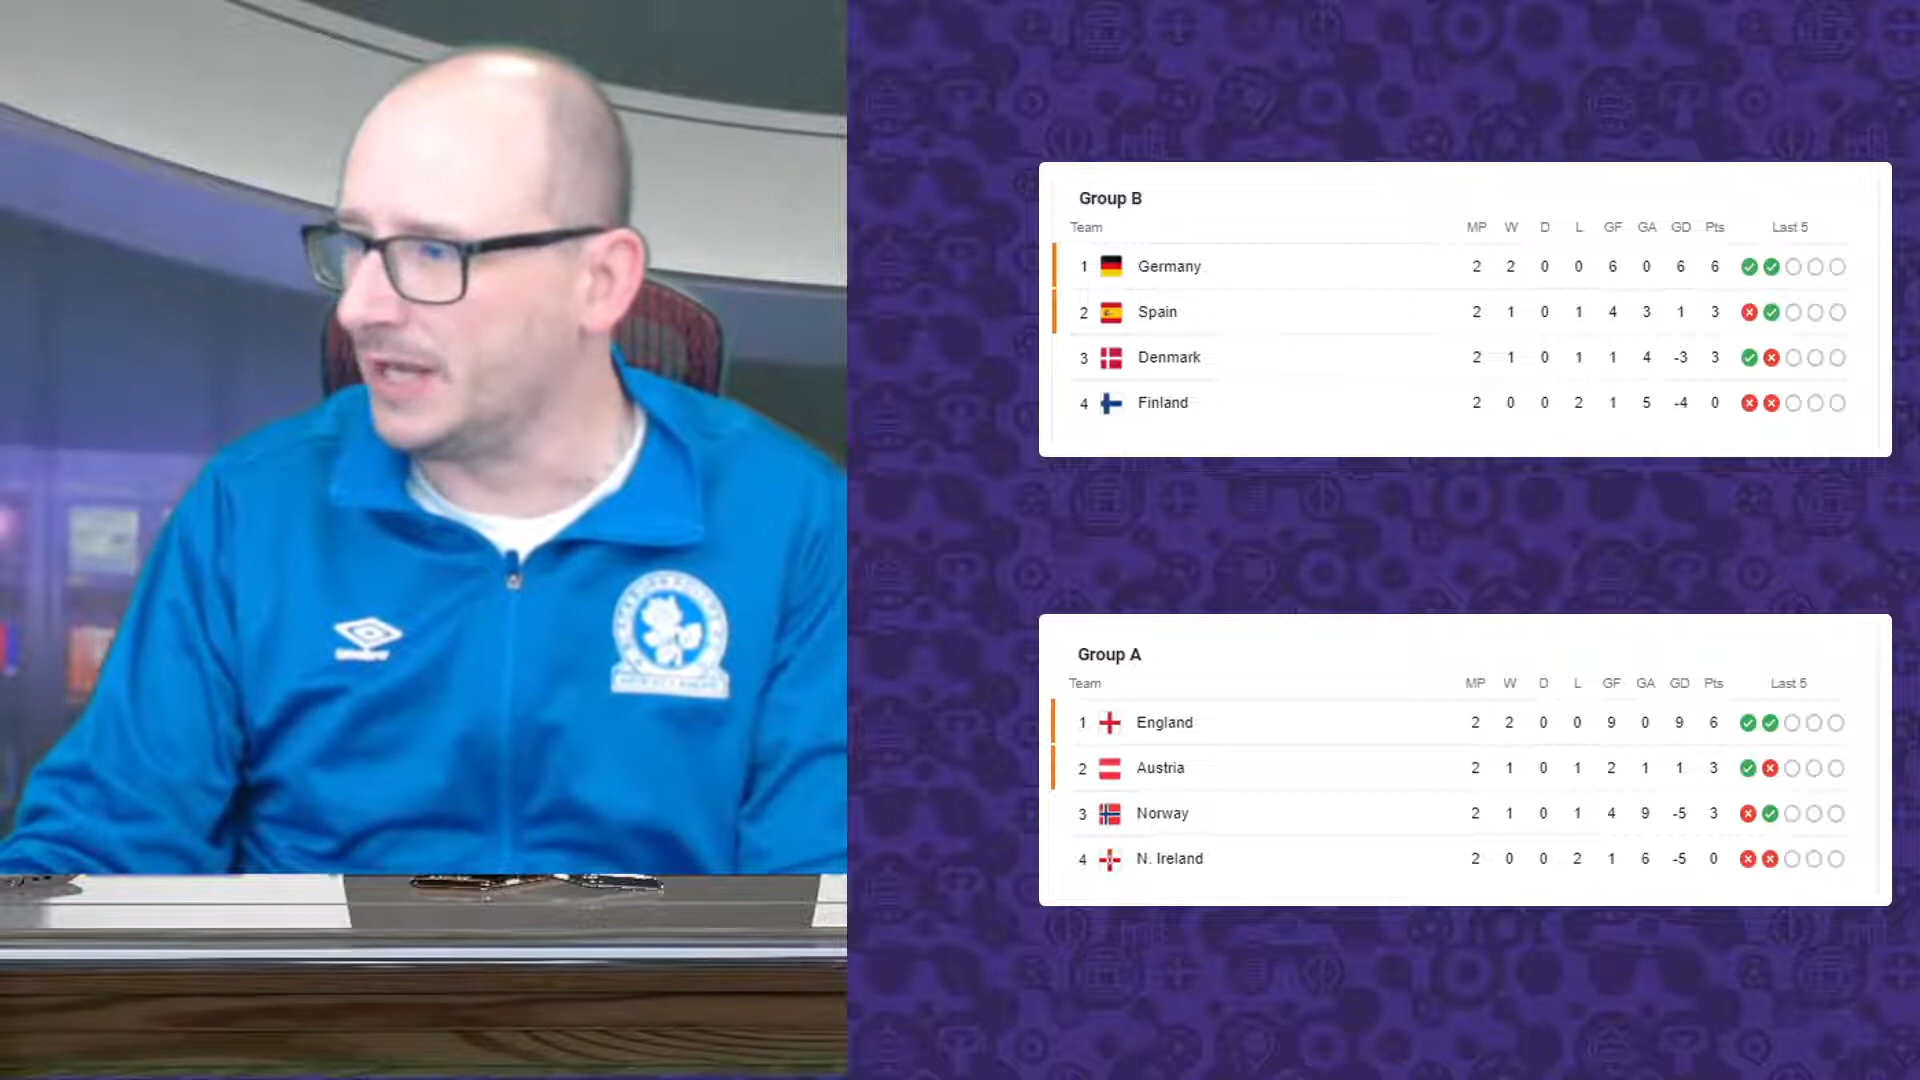 Group B
Team MP W D L GF GA GD Pts Last 5
1 Germany 2 2 0 0 6 0 6 6
2 Spain 2 1 0 1 4 3 1 3
3 Denmark 2 1 0 1 1 4 -3 3
4 Finland 2 0 0 2 1 5 -4 0
Group A
Team MP W D L GF GA GD Pts Last 5
1 England 2 2 0 0 9 0 9 6
2 Austria 2 1 0 1 2 1 1 3
3 Norway 2 1 0 1 4 9 -5 3
4 N. Ireland 2 0 0 2 1 6 -5 0